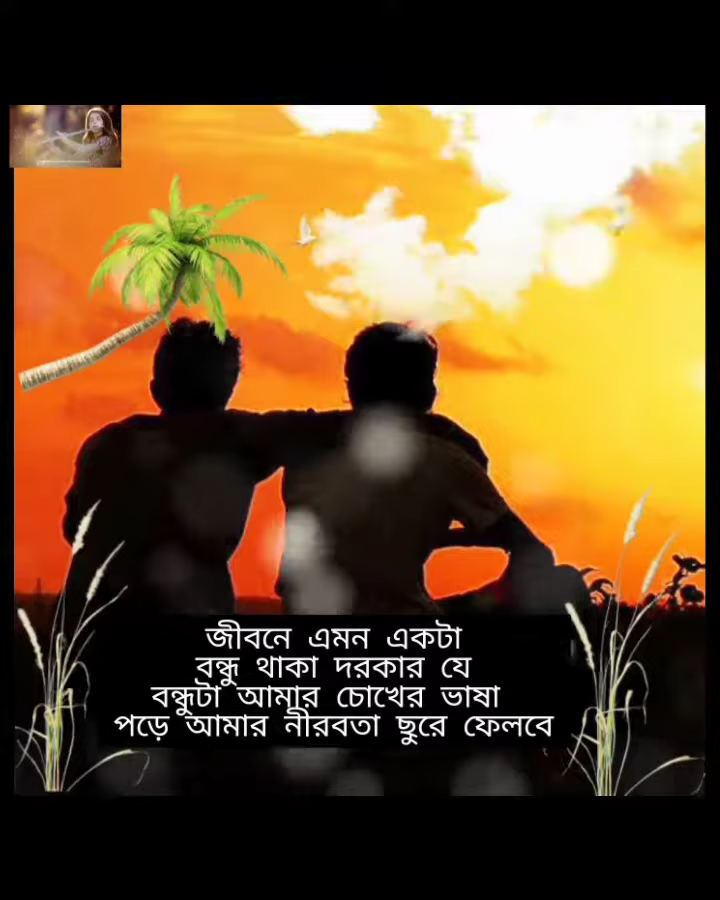 জীবনে এমন একটা
বন্ধু থাকা দরকার যে
বন্ধুটা আমার চোখের ভাষা
পড়ে আমার নীরবতা ছুরে ফেলবে